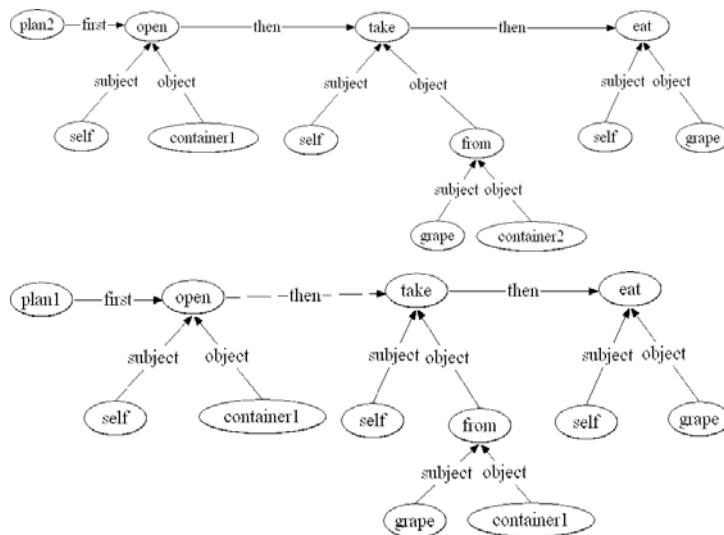 plan2 first open then take then eat
subject object subject object subject object
self container1 self from self grape
subject object
grape container2
plan1 first open then take then eat
subject object subject object subject object
self container1 self from self grape
subject object
grape container1